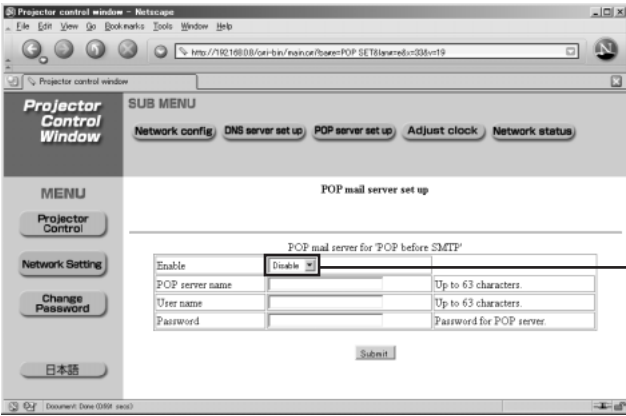 Projector control window - Netscape
File Edit View Go Bookmarks Tools Window Help
Projector control window
Projector
Control
Window
SUB MENU
Network config DNS server set up POP server set up Adjust clock Network status
MENU
Projector
Control
Network Setting
Change
Password
日本語
POP mail server set up
POP mail server for 'POP before SMTP'
Enable Disable
POP server name Up to 63 characters.
User name Up to 63 characters.
Password Password for POP server.
Submit